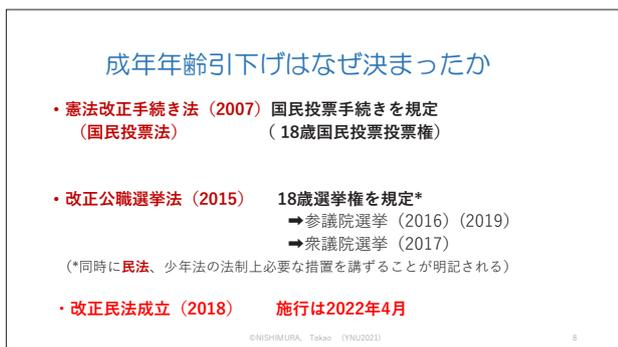 成年年齢引下げはなぜ決まったか
・憲法改正手続き法（2007）国民投票手続きを規定
（国民投票法）　　　　（ 18歳国民投票投票権）
・改正公職選挙法（2015）　　18歳選挙権を規定*
➡参議院選挙（2016）(2019）
➡衆議院選挙（2017）
（*同時に民法、少年法の法制上必要な措置を講ずることが明記される）
・改正民法成立（2018）　　施行は2022年4月
©NISHIMURA,　Takao　（YNU2021）　　8